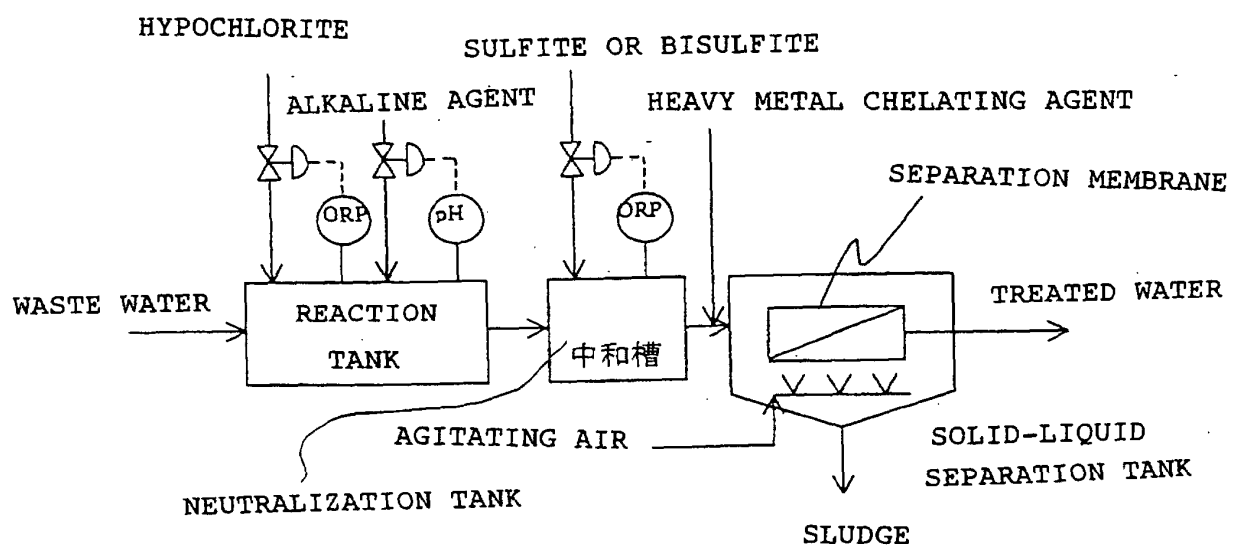 HYPOCHLORITE
SULFITE OR BISULFITE
ALKALINE AGENT
HEAVY METAL CHELATING AGENT
SEPARATION MEMBRANE
ORP
pH
ORP
WASTE WATER
REACTION
TANK
中和槽
TREATED WATER
AGITATING AIR
SOLID-LIQUID
SEPARATION TANK
NEUTRALIZATION TANK
SLUDGE